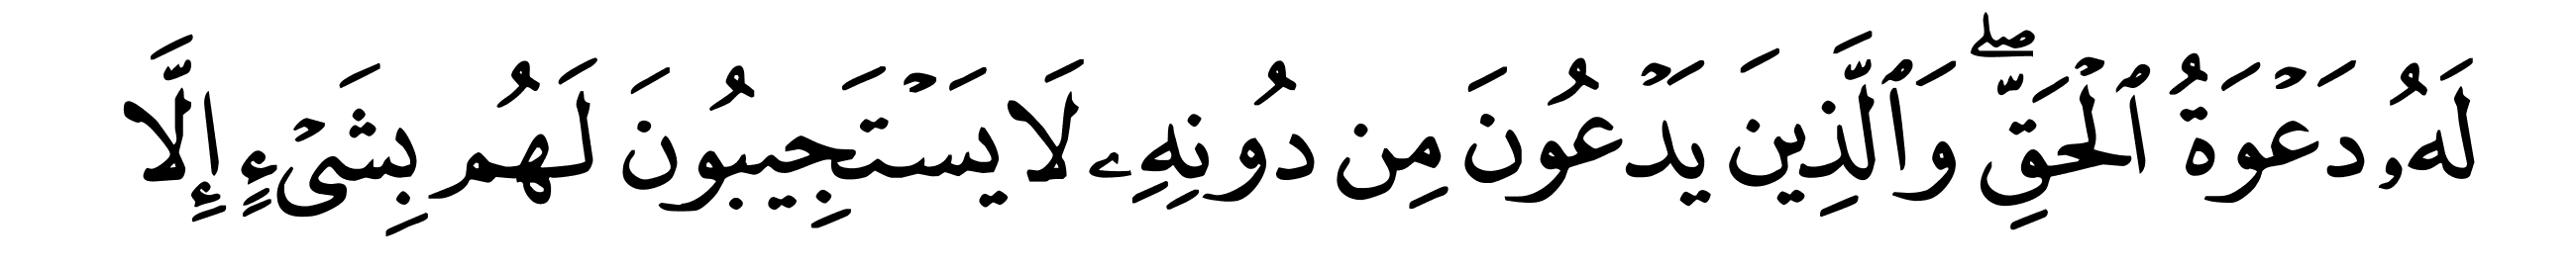 لَهُۥ دَعۡوَةُ ٱلۡحَقِّۖ وَٱلَّذِينَ يَدۡعُونَ مِن دُونِهِۦ لَا يَسۡتَجِيبُونَ لَهُم بِشَيۡءٍ إِلَّا